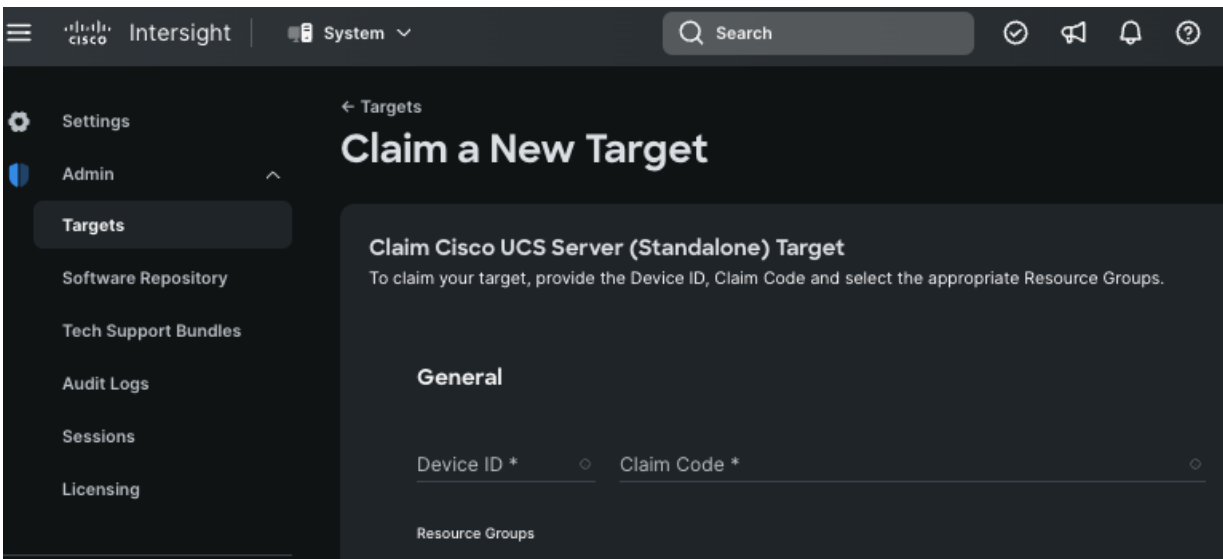 cisco Intersight System Search
← Targets
Claim a New Target
Settings
Admin
Targets
Software Repository
Tech Support Bundles
Audit Logs
Sessions
Licensing
Claim Cisco UCS Server (Standalone) Target
To claim your target, provide the Device ID, Claim Code and select the appropriate Resource Groups.
General
Device ID * Claim Code *
Resource Groups